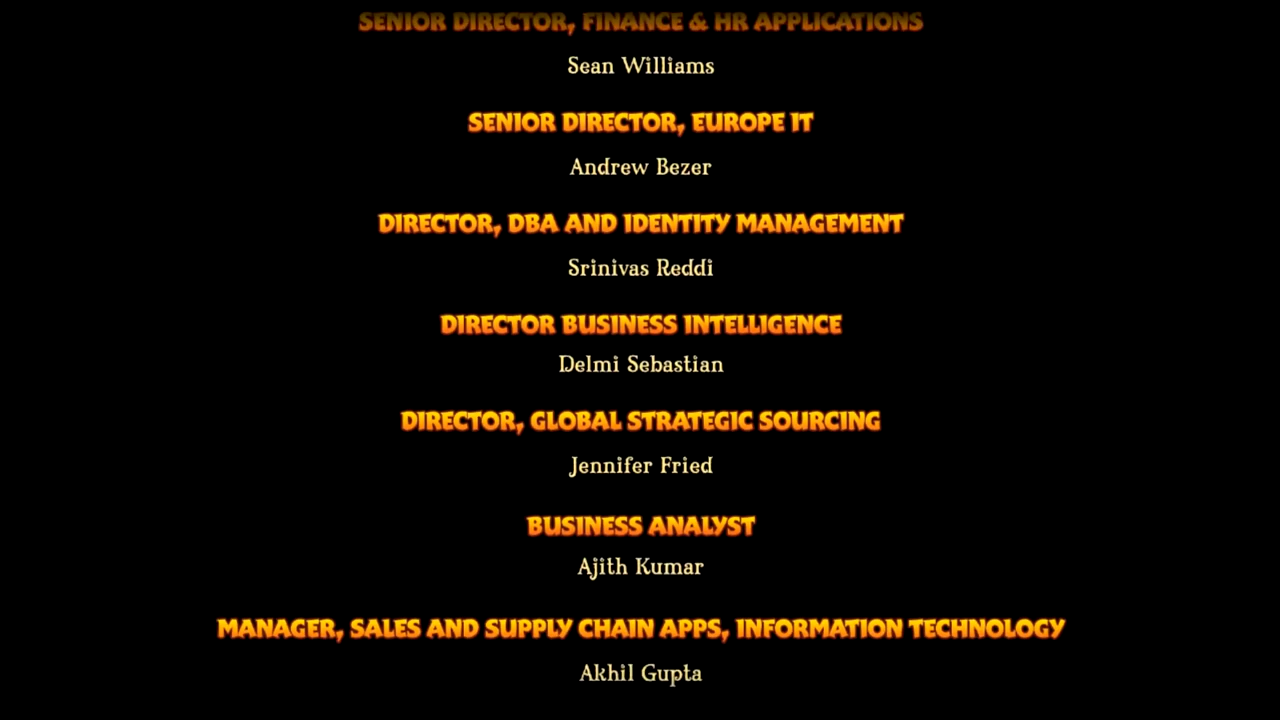 SENIOR DIRECTOR, FINANCE & HR APPLICATIONS
Sean Williams
SENIOR DIRECTOR, EUROPE IT
Andrew Bezer
DIRECTOR, DBA AND IDENTITY MANAGEMENT
Srinivas Reddi
DIRECTOR BUSINESS INTELLIGENCE
Delmi Sebastian
DIRECTOR, GLOBAL STRATEGIC SOURCING
Jennifer Fried
BUSINESS ANALYST
Ajith Kumar
MANAGER, SALES AND SUPPLY CHAIN APPS, INFORMATION TECHNOLOGY
Akhil Gupta